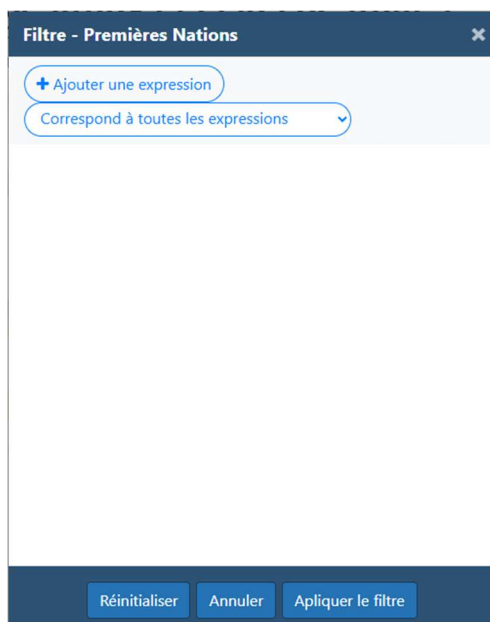 Filtre - Premières Nations
Ajouter une expression
Correspond à toutes les expressions
Réinitialiser Annuler Apliquer le filtre